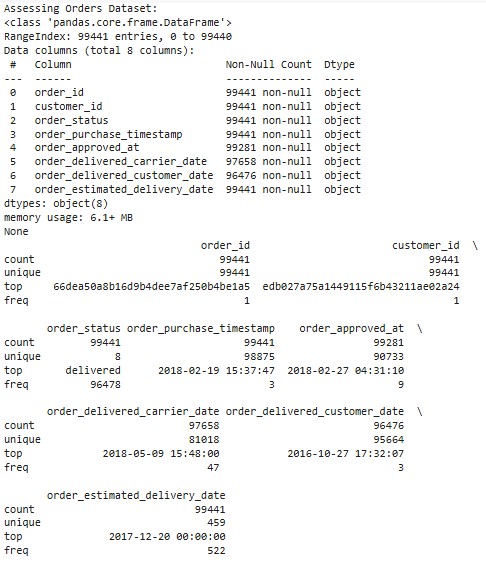 Assessing Orders Dataset:
<class 'pandas.core.frame.DataFrame'>
RangeIndex: 99441 entries, 0 to 99440
Data columns (total 8 columns):
 #   Column                         Non-Null Count  Dtype
---  ------                         --------------  -----
 0   order_id                       99441 non-null  object
 1   customer_id                    99441 non-null  object
 2   order_status                   99441 non-null  object
 3   order_purchase_timestamp       99441 non-null  object
 4   order_approved_at              99281 non-null  object
 5   order_delivered_carrier_date   97658 non-null  object
 6   order_delivered_customer_date  96476 non-null  object
 7   order_estimated_delivery_date  99441 non-null  object
dtypes: object(8)
memory usage: 6.1+ MB
None
                                order_id                       customer_id  \
count                              99441                             99441
unique                             99441                             99441
top     66dea50a8b16d9b4dee7af250b4be1a5  edb027a75a1449115f6b43211ae02a24
freq                                   1                                 1

       order_status order_purchase_timestamp    order_approved_at  \
count         99441                    99441                99281
unique            8                    98875                90733
top       delivered      2018-02-19 15:37:47  2018-02-27 04:31:10
freq          96478                        3                    9

       order_delivered_carrier_date order_delivered_customer_date  \
count                         97658                         96476
unique                        81018                         95664
top             2018-05-09 15:48:00           2016-10-27 17:32:07
freq                             47                             3

       order_estimated_delivery_date
count                          99441
unique                           459
top              2017-12-20 00:00:00
freq                             522